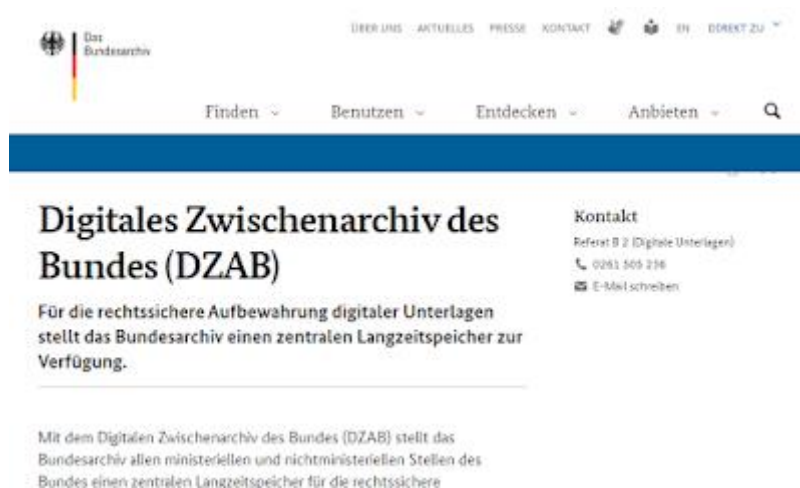 Das
Bundesarchiv
ÜBER UNS AKTUELLES PRESSE KONTAKT EN DIREKT ZU
Finden Benutzen Entdecken Anbieten
Digitales Zwischenarchiv des
Bundes (DZAB)
Für die rechtssichere Aufbewahrung digitaler Unterlagen
stellt das Bundesarchiv einen zentralen Langzeitspeicher zur
Verfügung.
Kontakt
Referat B 2 (Digitale Unterlagen)
0261 505 236
E-Mail schreiben
Mit dem Digitalen Zwischenarchiv des Bundes (DZAB) stellt das
Bundesarchiv allen ministeriellen und nichtministeriellen Stellen des
Bundes einen zentralen Langzeitspeicher für die rechtssichere